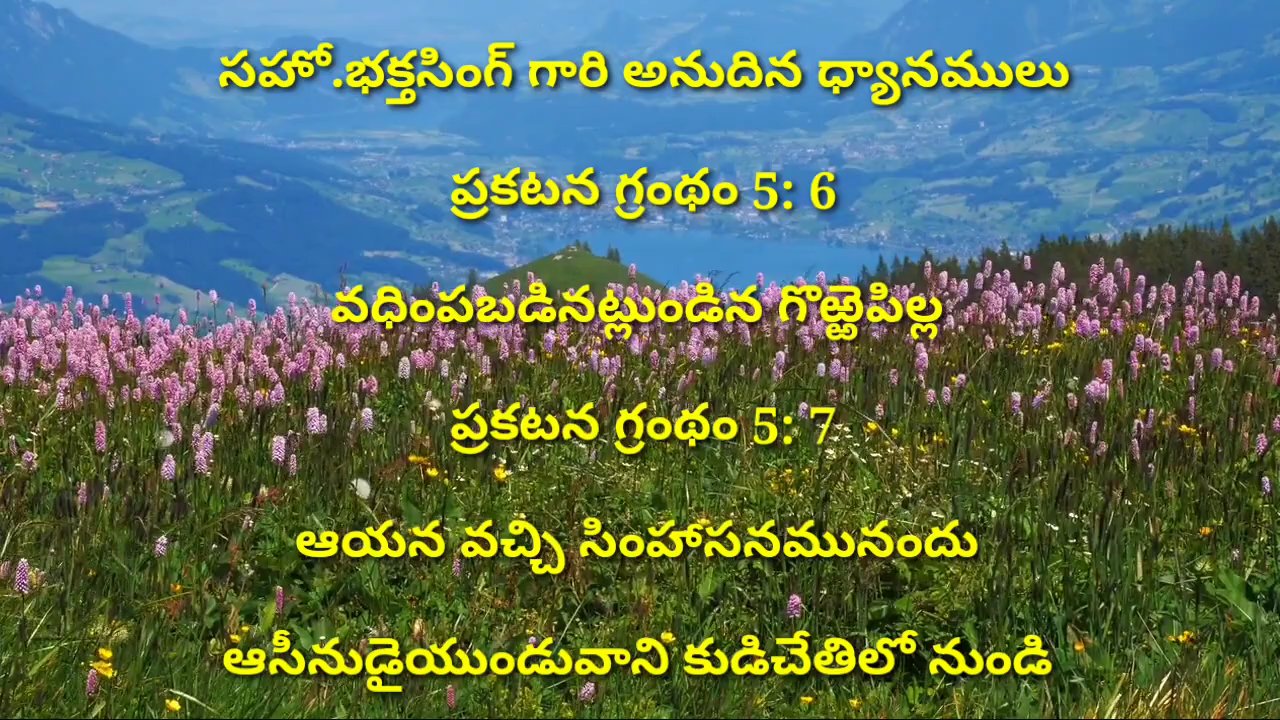 సహో.భక్తసింగ్ గారి అనుదిన ధ్యానములు
ప్రకటన గ్రంథం 5: 6
వధింపబడినట్లుండిన గొఱ్ఱెపిల్ల
ప్రకటన గ్రంథం 5: 7
ఆయన వచ్చి సింహాసనమునందు
ఆసీనుడైయుండువాని కుడిచేతిలో నుండి